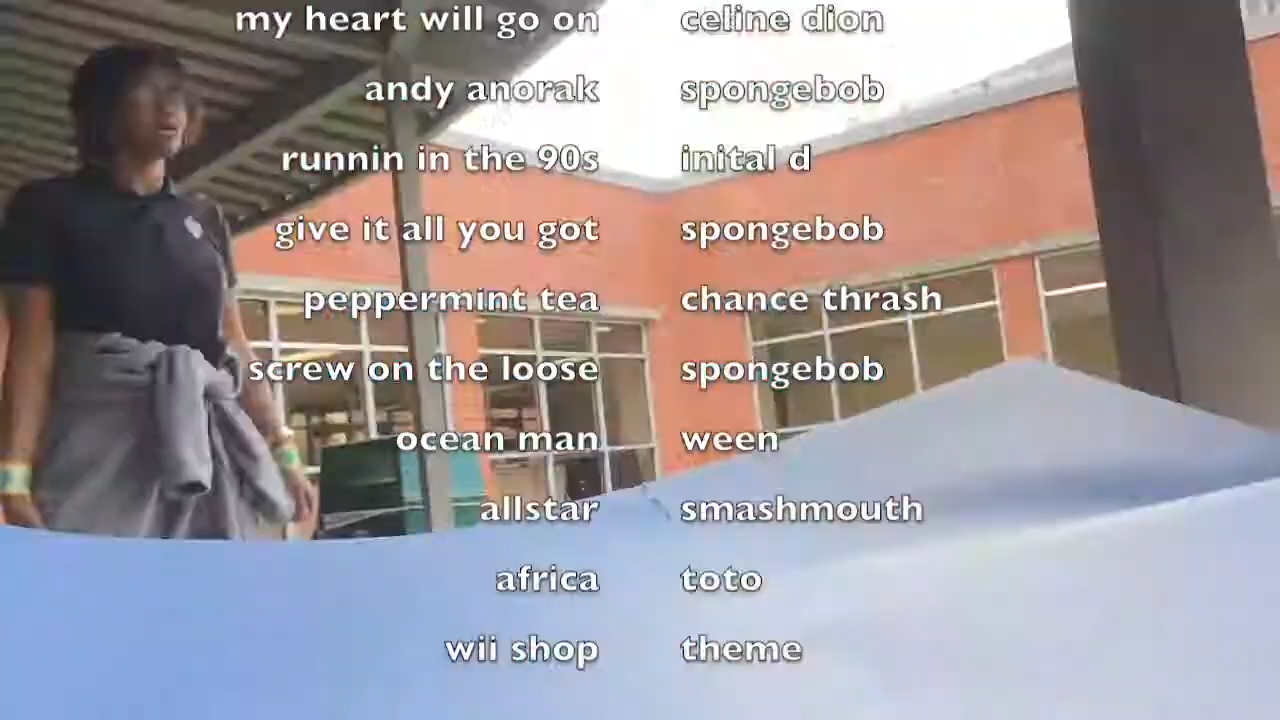 my heart will go on celine dion
andy anorak spongebob
runnin in the 90s inital d
give it all you got spongebob
peppermint tea chance thrash
screw on the loose spongebob
ocean man ween
allstar smashmouth
africa toto
wii shop theme